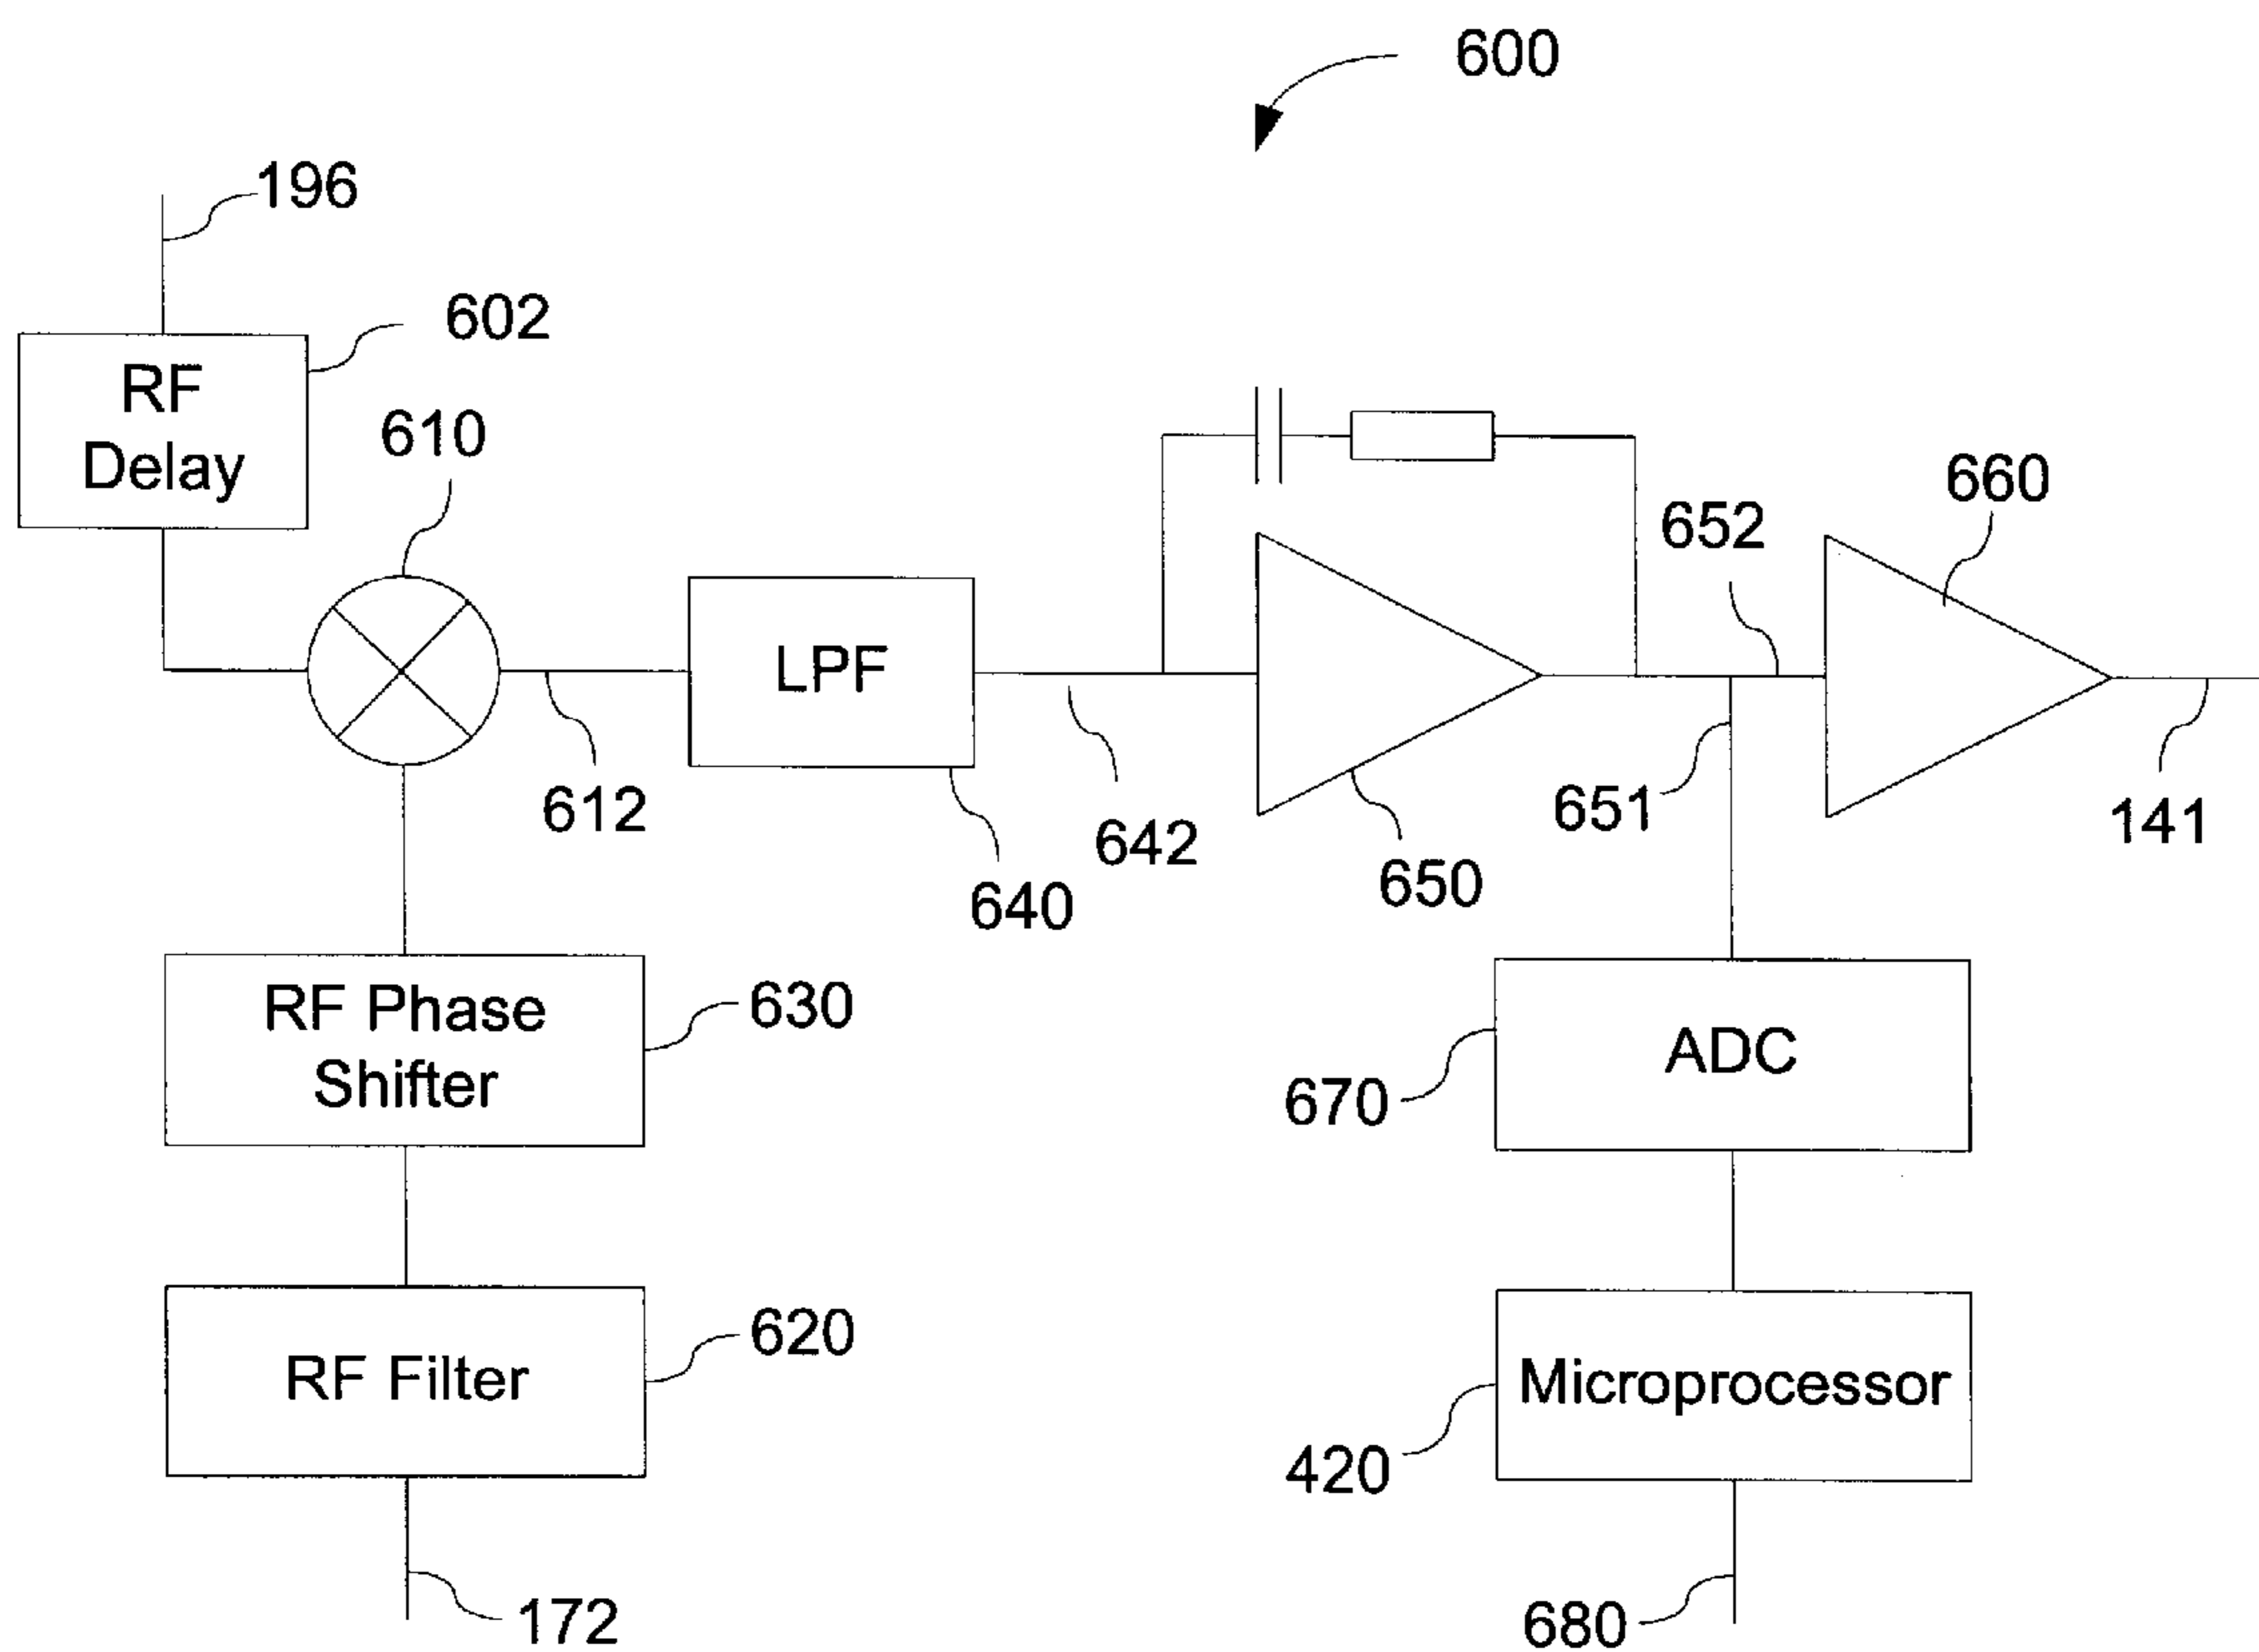 600
196
602
RF
Delay
610
660
652
LPF
612
651
141
642
650
640
RF Phase
Shifter
630
ADC
670
RF Filter
620
Microprocessor
420
172
680